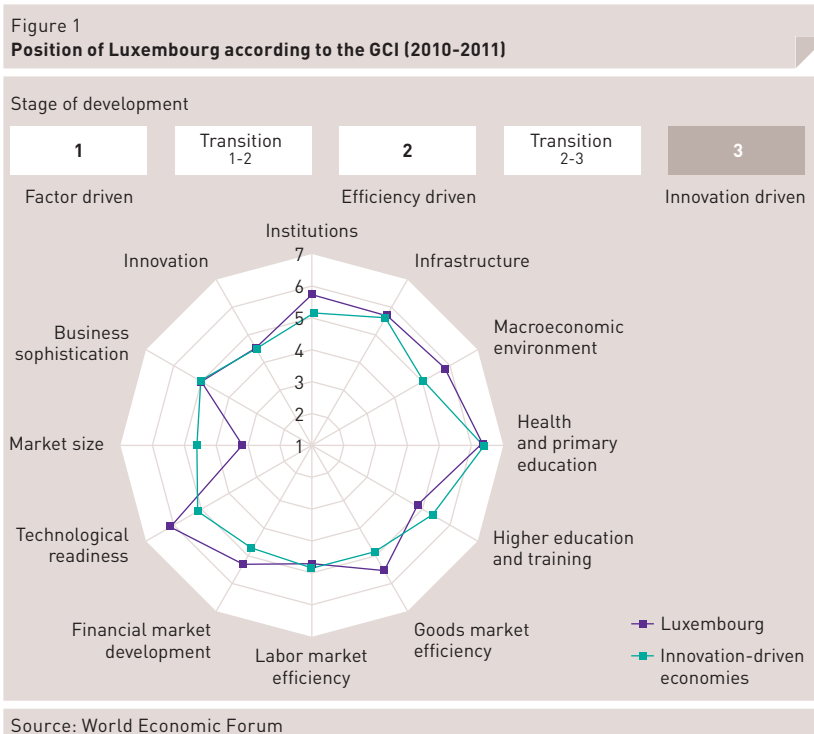 Figure 1
Position of Luxembourg according to the GCI (2010-2011)
Stage of development
1
Transition
1-2
2
Transition
2-3
3
Factor driven
Efficiency driven
Innovation driven
Institutions
7
6
5
4
3
2
1
Infrastructure
Macroeconomic
environment
Health
and primary
education
Higher education
and training
Goods market
efficiency
Labor market
efficiency
Financial market
development
Technological
readiness
Market size
Business
sophistication
Innovation
Luxembourg
Innovation-driven
economies
Source: World Economic Forum